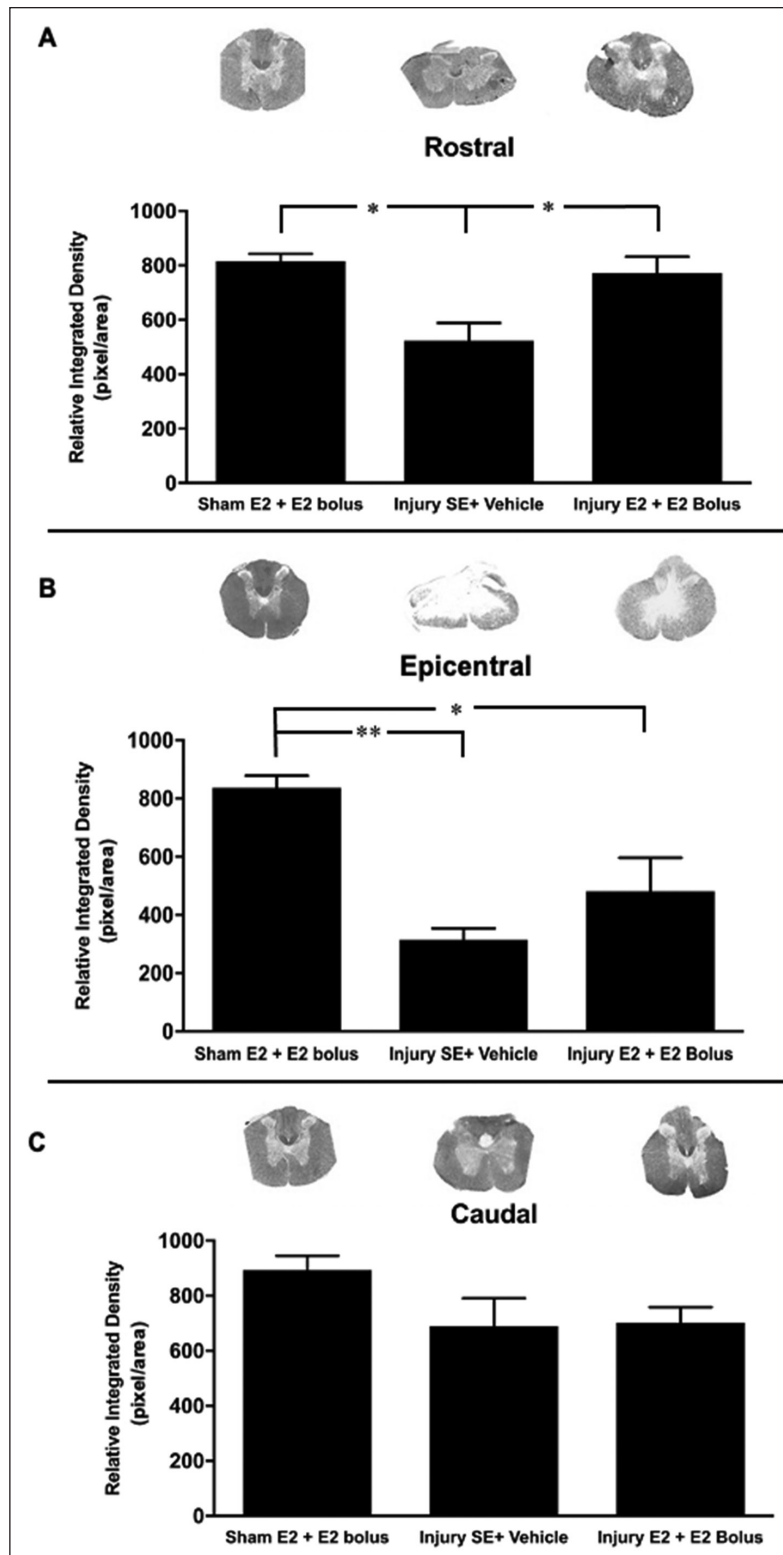 A
Rostral
* *
Relative Integrated Density
(pixel/area)
1000
800
600
400
200
0
Sham E2 + E2 bolus Injury SE+ Vehicle Injury E2 + E2 Bolus
B
Epicentral
*
**
Relative Integrated Density
(pixel/area)
1000
800
600
400
200
0
Sham E2 + E2 bolus Injury SE+ Vehicle Injury E2 + E2 Bolus
C
Caudal
Relative Integrated Density
(pixel/area)
1000
800
600
400
200
0
Sham E2 + E2 bolus Injury SE+ Vehicle Injury E2 + E2 Bolus